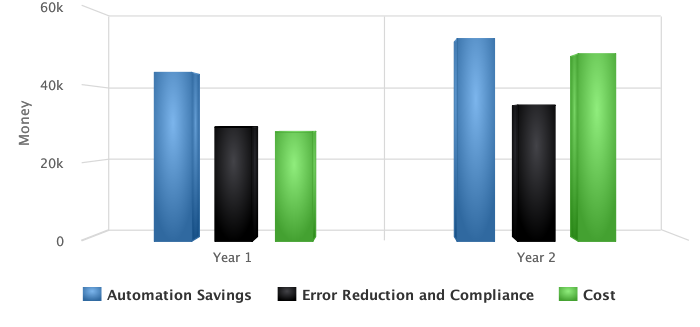 60k
40k
20k
0
Money
Year 1
Year 2
Automation Savings
Error Reduction and Compliance
Cost